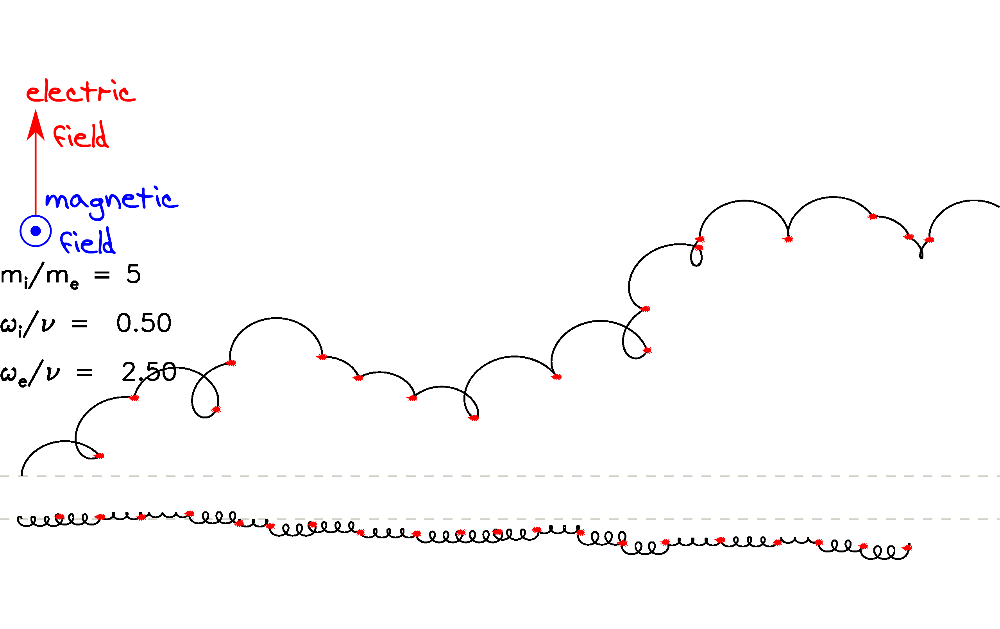 electric
field
magnetic
field
mᵢ/mₑ = 5
ωᵢ/ν = 0.50
ωₑ/ν = 2.50